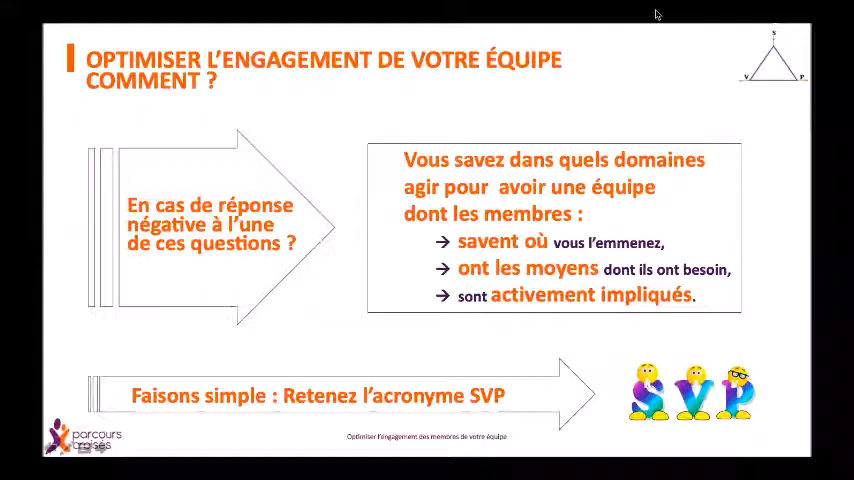 OPTIMISER L’ENGAGEMENT DE VOTRE ÉQUIPE
COMMENT ?
S
V
P
En cas de réponse
négative à l’une
de ces questions ?
Vous savez dans quels domaines
agir pour avoir une équipe
dont les membres :
→ savent où vous l’emmenez,
→ ont les moyens dont ils ont besoin,
→ sont activement impliqués.
Faisons simple : Retenez l’acronyme SVP
SVP
parcours
croisés
Optimiser l’engagement des membres de votre équipe